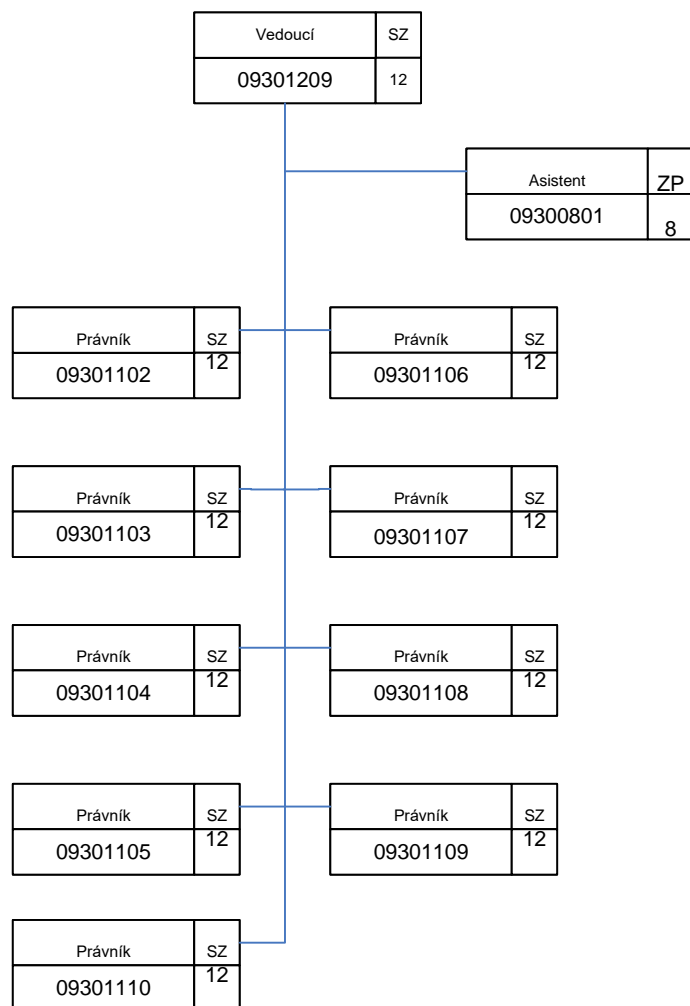 Vedoucí SZ
09301209 12
Asistent ZP
09300801 8
Právník SZ
09301102 12
Právník SZ
09301106 12
Právník SZ
09301103 12
Právník SZ
09301107 12
Právník SZ
09301104 12
Právník SZ
09301108 12
Právník SZ
09301105 12
Právník SZ
09301109 12
Právník SZ
09301110 12